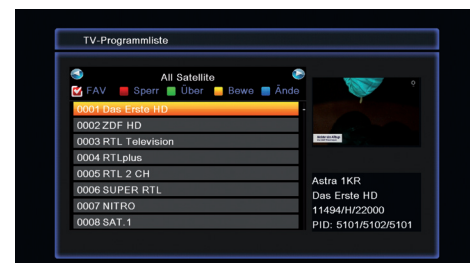 TV-Programmliste
All Satellite
FAV Sperr Über Bewe Ände
0001 Das Erste HD
0002 ZDF HD
0003 RTL Television
0004 RTLplus
0005 RTL 2 CH
0006 SUPER RTL
0007 NITRO
0008 SAT.1
Astra 1KR
Das Erste HD
11494/H/22000
PID: 5101/5102/5101